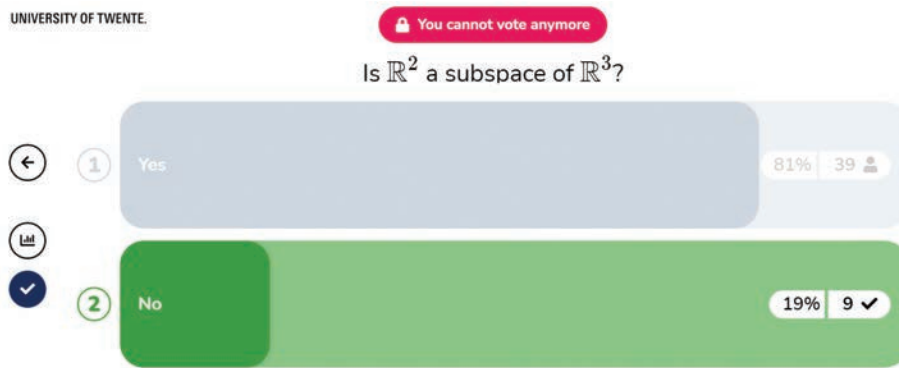 UNIVERSITY OF TWENTE.
You cannot vote anymore
Is ℝ² a subspace of ℝ³?
1 Yes 81% 39
2 No 19% 9